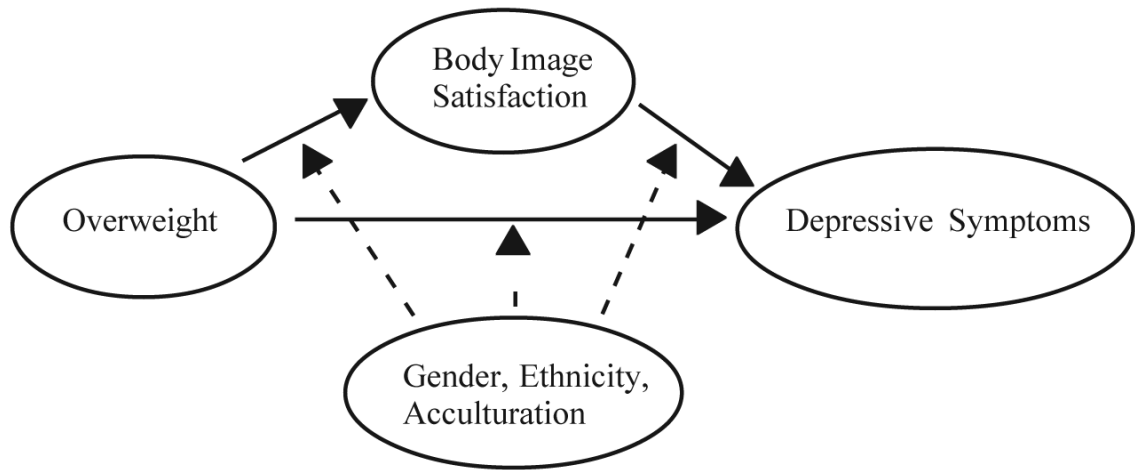 Body Image
Satisfaction
Overweight
Depressive Symptoms
Gender, Ethnicity,
Acculturation